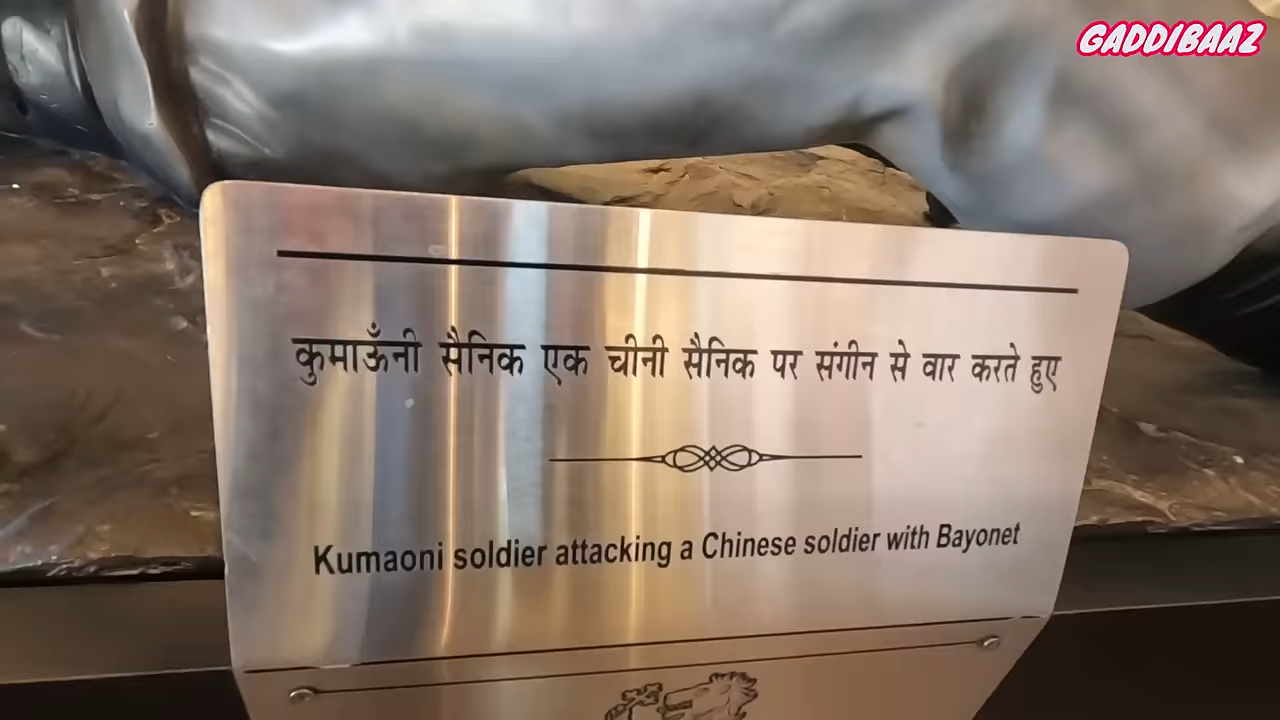 GADDIBAAZ
कुमाऊँनी सैनिक एक चीनी सैनिक पर संगीन से वार करते हुए
Kumaoni soldier attacking a Chinese soldier with Bayonet